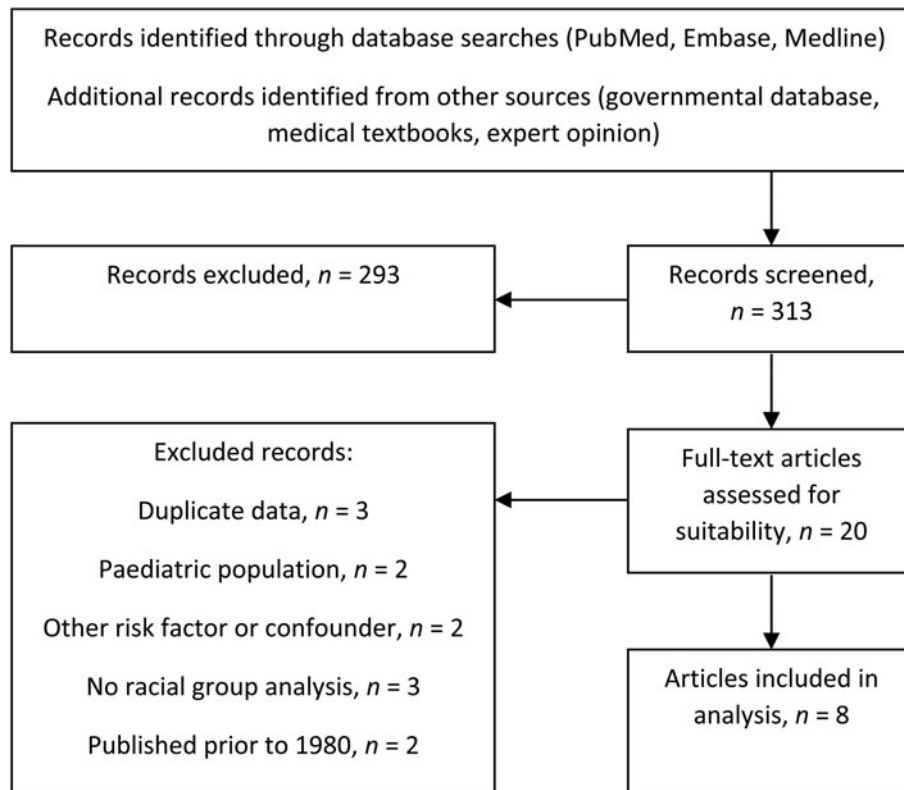 Records identified through database searches (PubMed, Embase, Medline)
Additional records identified from other sources (governmental database,
medical textbooks, expert opinion)
Records excluded, n = 293
Records screened,
n = 313
Excluded records:
Duplicate data, n = 3
Paediatric population, n = 2
Other risk factor or confounder, n = 2
No racial group analysis, n = 3
Published prior to 1980, n = 2
Full-text articles
assessed for
suitability, n = 20
Articles included in
analysis, n = 8